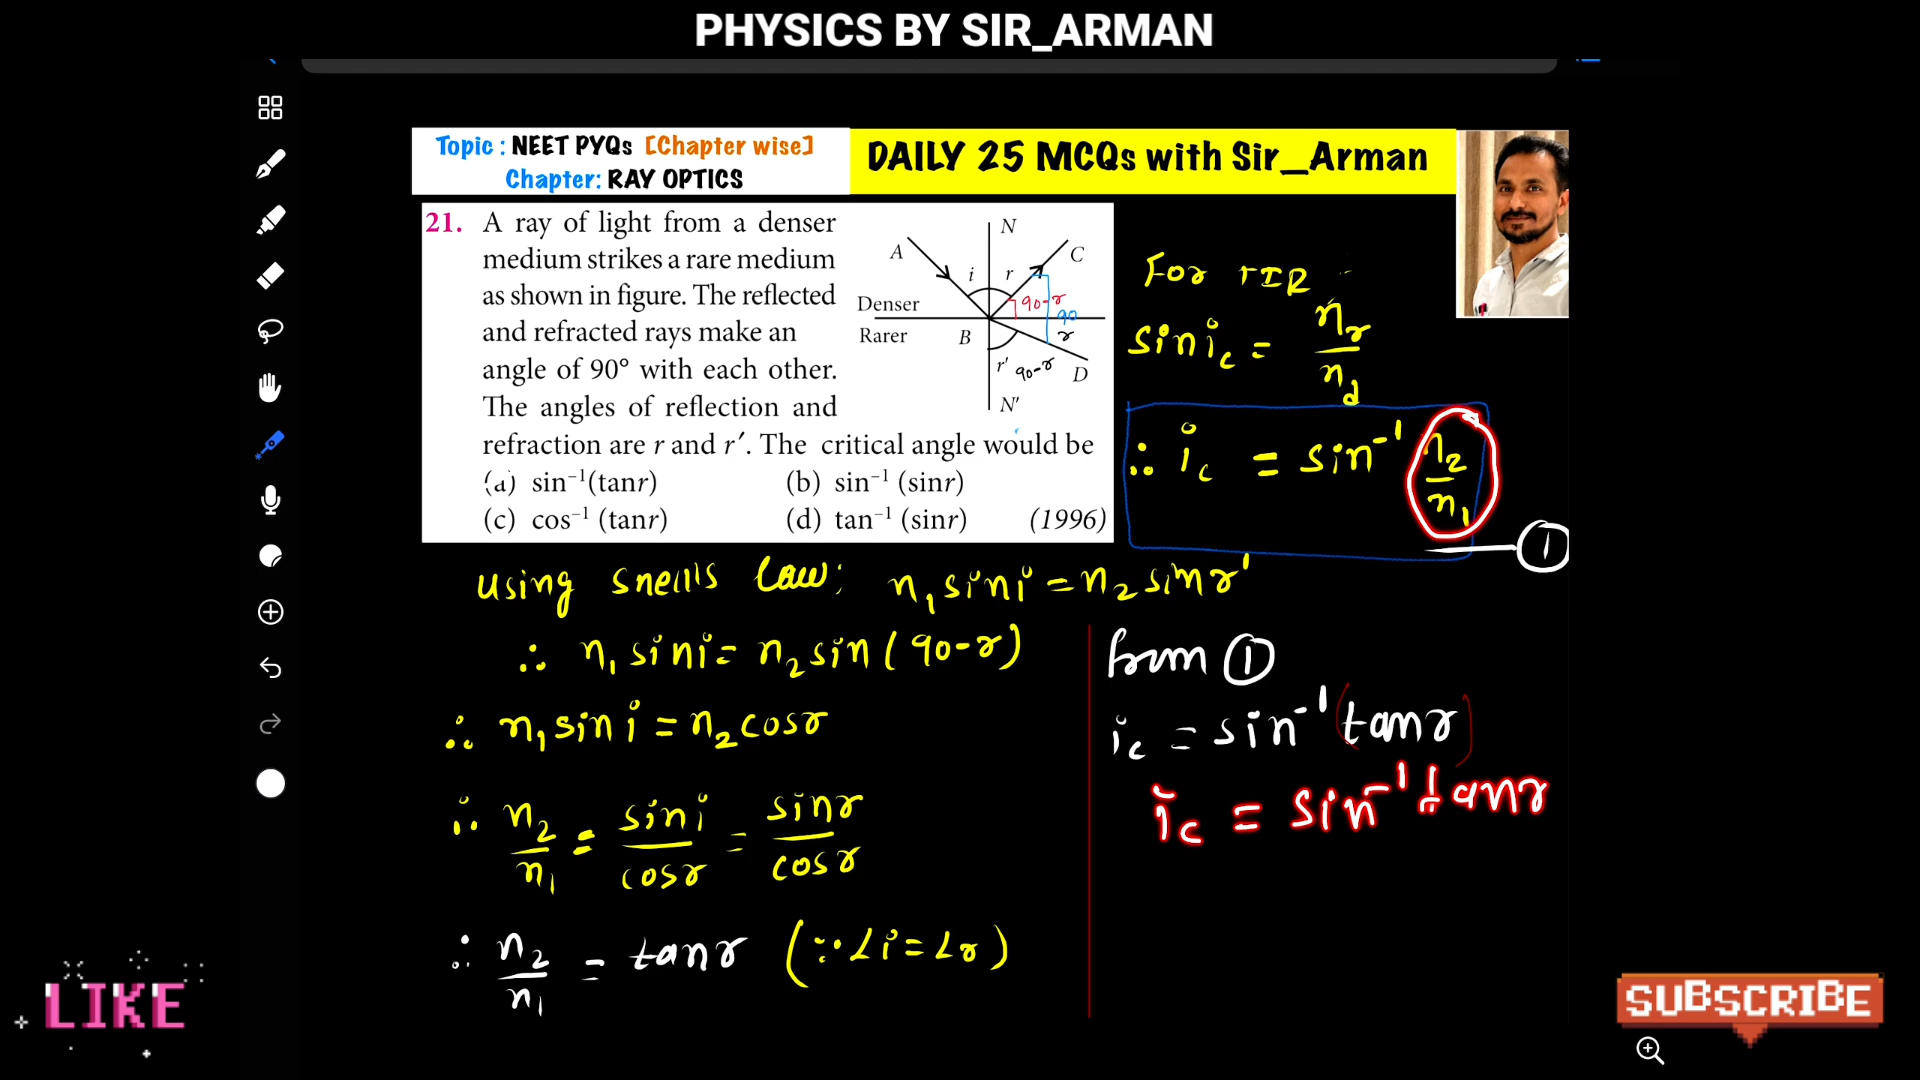 PHYSICS BY SIR_ARMAN
Topic : NEET PYQs [Chapter wise]
Chapter: RAY OPTICS
DAILY 25 MCQs with Sir_Arman
21. A ray of light from a denser
medium strikes a rare medium
as shown in figure. The reflected
and refracted rays make an
angle of 90° with each other.
The angles of reflection and
refraction are r and r′. The critical angle would be
(a) sin⁻¹(tanr) (b) sin⁻¹ (sinr)
(c) cos⁻¹ (tanr) (d) tan⁻¹ (sinr) (1996)
N
A C
i r
Denser 90-r
90
Rarer B r
r' 90-r D
N'
For TIR
sin i_c = n_r/n_d
∴ i_c = sin⁻¹ n₂/n₁
①
using snells law: n₁ sin i = n₂ sin r'
∴ n₁ sin i = n₂ sin (90-r)
∴ n₁ sin i = n₂ cos r
∴ n₂/n₁ = sin i/cos r = sin r/cos r
∴ n₂/n₁ = tan r (∵ ∠i = ∠r)
from ①
i_c = sin⁻¹ (tan r)
i_c = sin⁻¹ tan r
LIKE
SUBSCRIBE